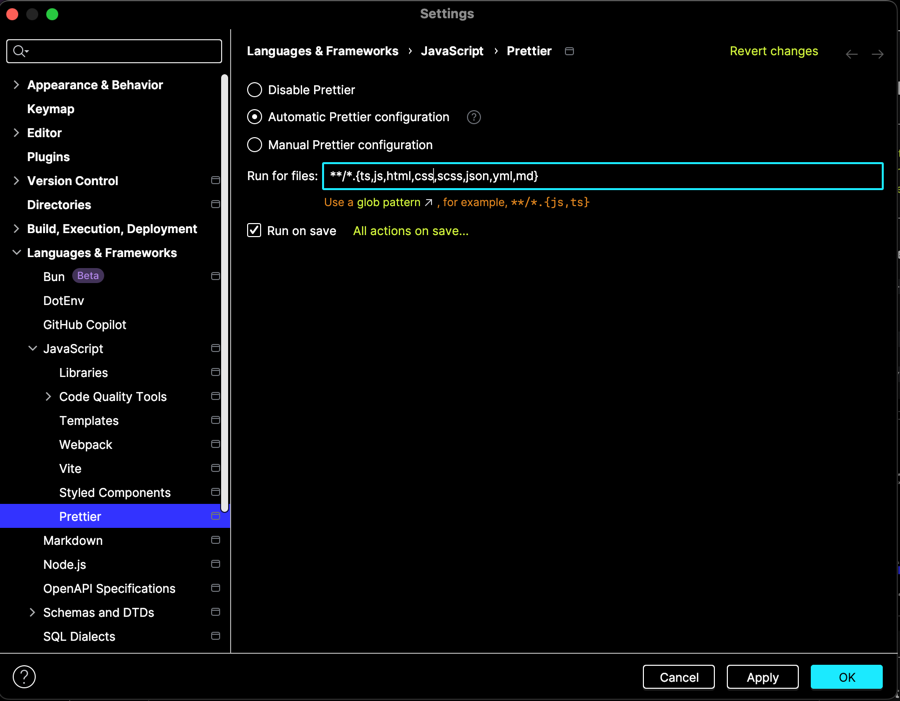 Settings
Languages & Frameworks › JavaScript › Prettier
Revert changes
Appearance & Behavior
Keymap
Editor
Plugins
Version Control
Directories
Build, Execution, Deployment
Languages & Frameworks
Bun Beta
DotEnv
GitHub Copilot
JavaScript
Libraries
Code Quality Tools
Templates
Webpack
Vite
Styled Components
Prettier
Markdown
Node.js
OpenAPI Specifications
Schemas and DTDs
SQL Dialects
Disable Prettier
Automatic Prettier configuration ?
Manual Prettier configuration
Run for files: **/*.{ts,js,html,css,scss,json,yml,md}
Use a glob pattern ↗ , for example, **/*.{js,ts}
Run on save All actions on save...
? Cancel Apply OK